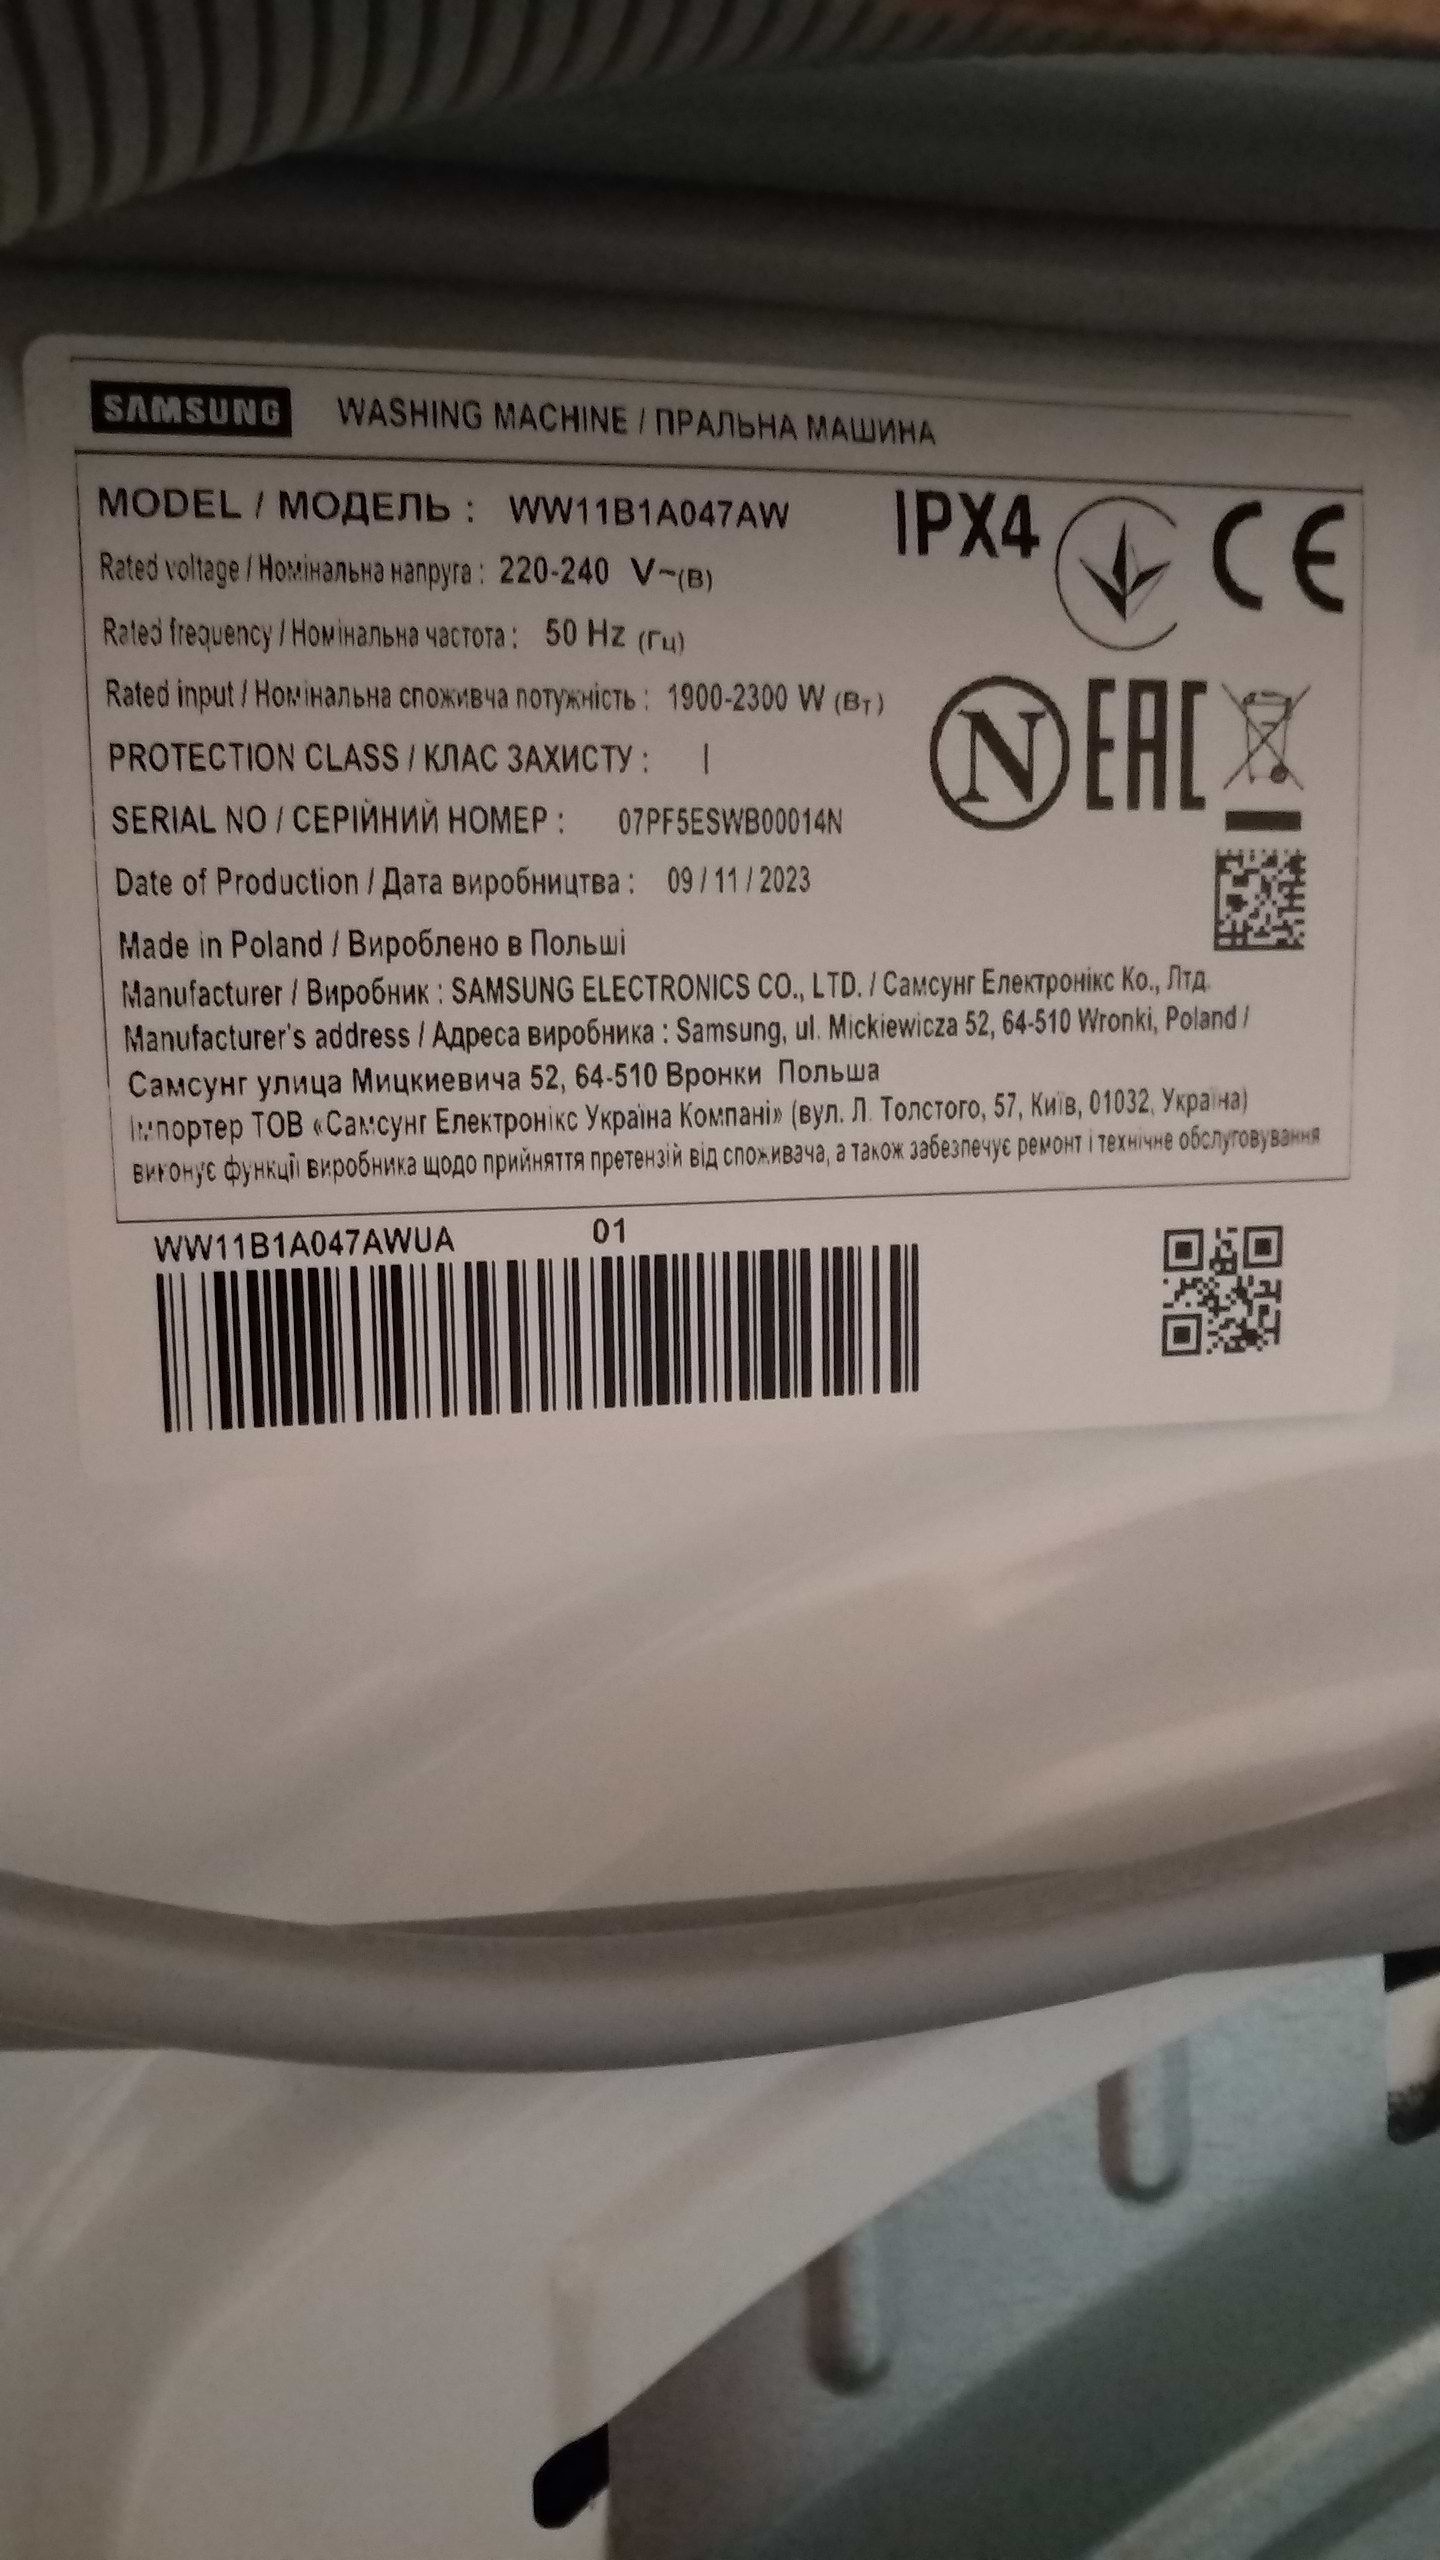 SAMSUNG WASHING MACHINE / ПРАЛЬНА МАШИНА
MODEL / МОДЕЛЬ : WW11B1A047AW IPX4 CE
Rated voltage / Номінальна напруга : 220-240 V~(В)
Rated frequency / Номінальна частота : 50 Hz (Гц)
Rated input / Номінальна споживча потужність : 1900-2300 W (Вт)
N EAC
PROTECTION CLASS / КЛАС ЗАХИСТУ : I
SERIAL NO / СЕРІЙНИЙ НОМЕР : 07PF5ESWB00014N
Date of Production / Дата виробництва : 09 / 11 / 2023
Made in Poland / Вироблено в Польші
Manufacturer / Виробник : SAMSUNG ELECTRONICS CO., LTD. / Самсунг Електронікс Ко., Лтд.
Manufacturer's address / Адреса виробника : Samsung, ul. Mickiewicza 52, 64-510 Wronki, Poland /
Самсунг улица Мицкиевича 52, 64-510 Вронки Польша
Імпортер ТОВ «Самсунг Електронікс Україна Компані» (вул. Л. Толстого, 57, Київ, 01032, Україна)
виконує функції виробника щодо прийняття претензій від споживача, а також забезпечує ремонт і технічне обслуговування
WW11B1A047AWUA 01